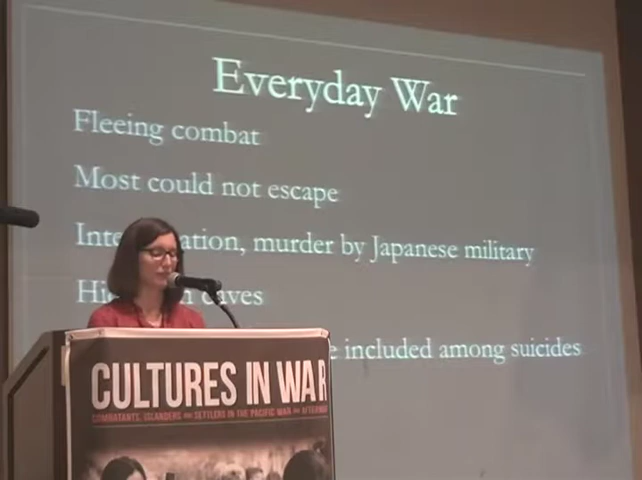 Everyday War
Fleeing combat
Most could not escape
murder by Japanese military
included among suicides
CULTURES IN WAR
COMBATANTS, ISLANDERS AND SETTLERS IN THE PACIFIC WAR AND AFTERMATH